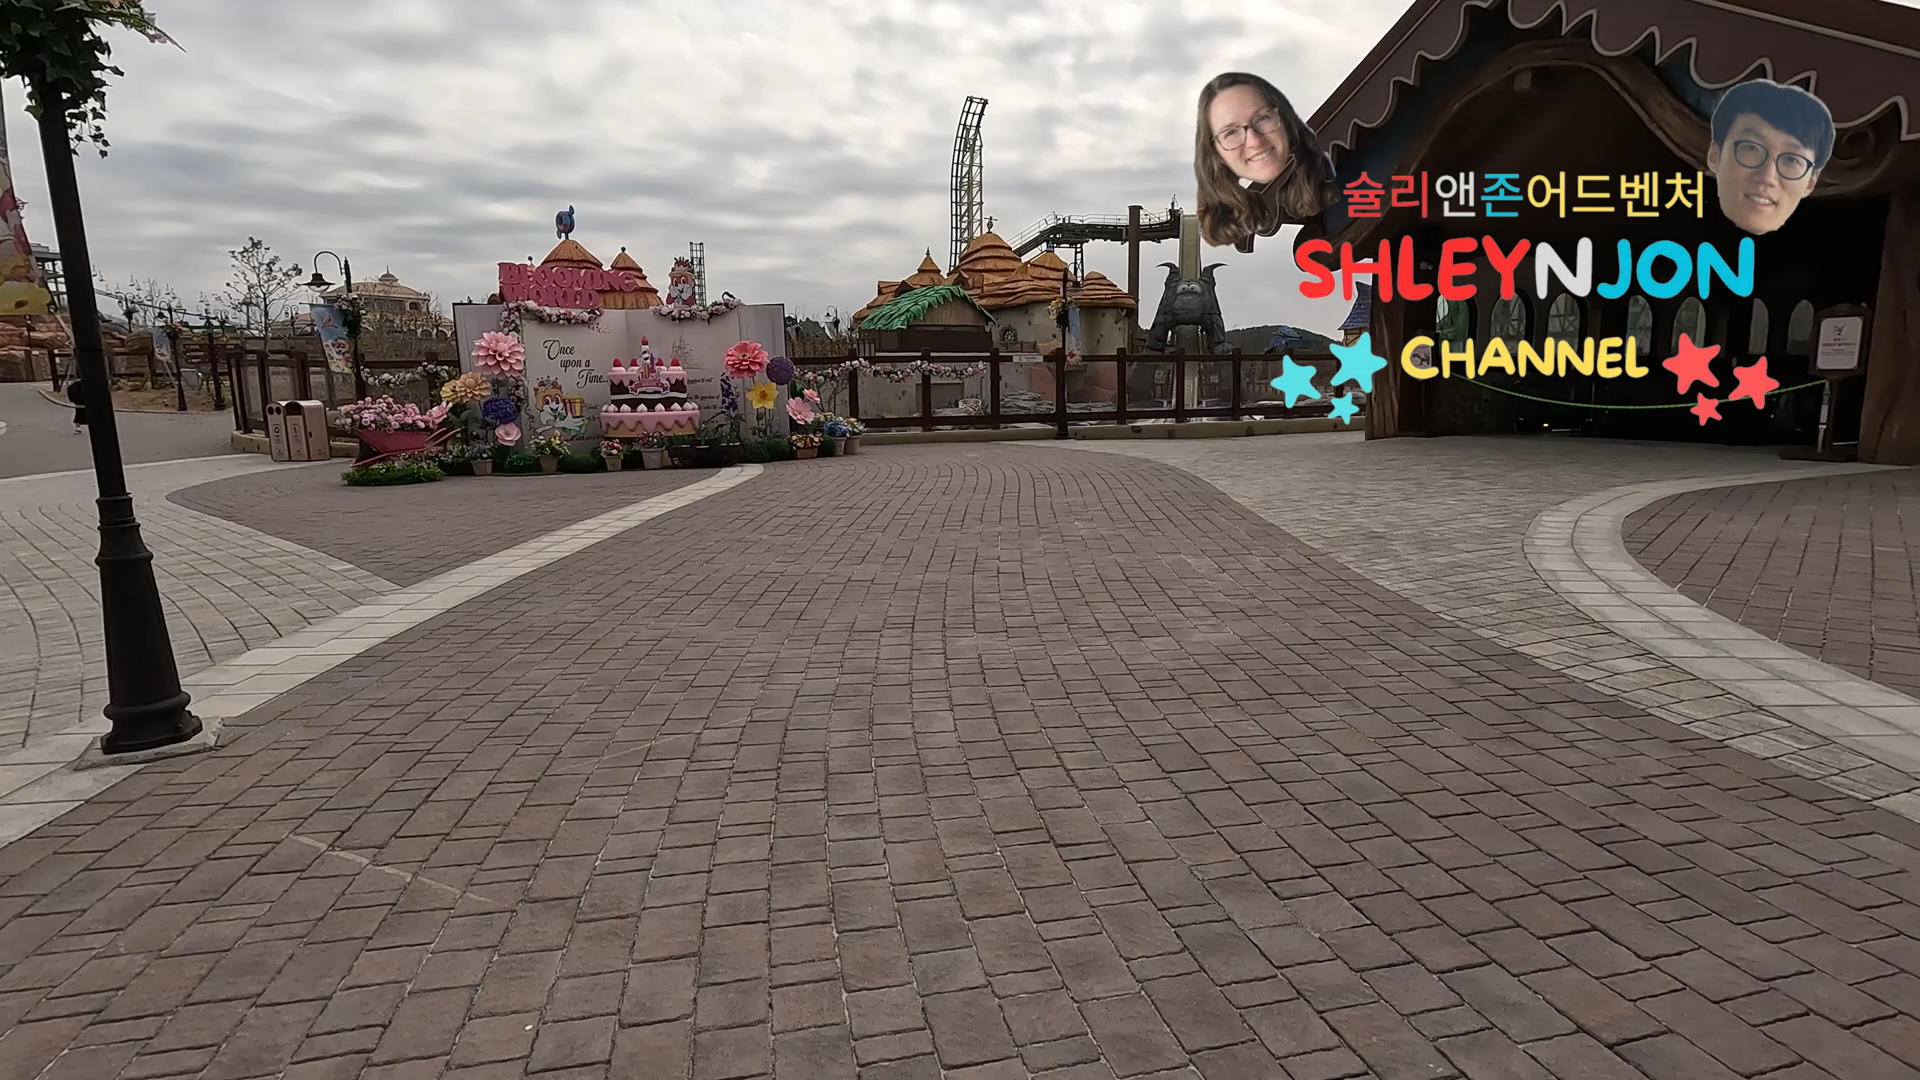 슐리앤존어드벤처
SHLEYNJON
CHANNEL
BLOOMING
WORLD
Once
upon a
Time..